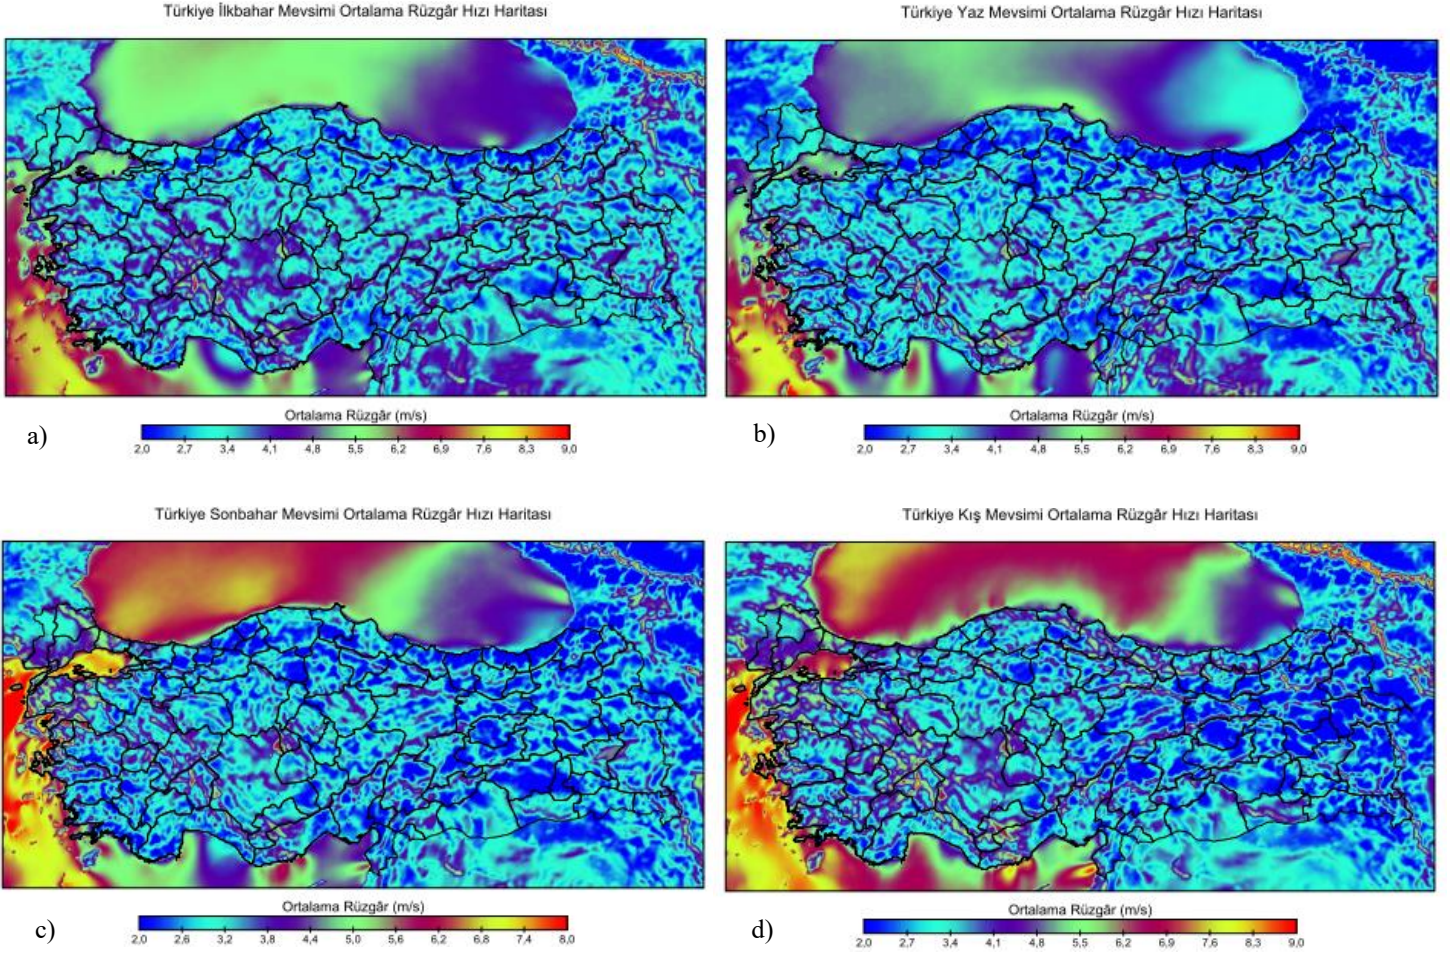 Türkiye İlkbahar Mevsimi Ortalama Rüzgâr Hızı Haritası
Türkiye Yaz Mevsimi Ortalama Rüzgâr Hızı Haritası
Ortalama Rüzgâr (m/s)
a)
2,0 2,7 3,4 4,1 4,8 5,5 6,2 6,9 7,6 8,3 9,0
Ortalama Rüzgâr (m/s)
b)
2,0 2,7 3,4 4,1 4,8 5,5 6,2 6,9 7,6 8,3 9,0
Türkiye Sonbahar Mevsimi Ortalama Rüzgâr Hızı Haritası
Türkiye Kış Mevsimi Ortalama Rüzgâr Hızı Haritası
Ortalama Rüzgâr (m/s)
c)
2,0 2,6 3,2 3,8 4,4 5,0 5,6 6,2 6,8 7,4 8,0
Ortalama Rüzgâr (m/s)
d)
2,0 2,7 3,4 4,1 4,8 5,5 6,2 6,9 7,6 8,3 9,0